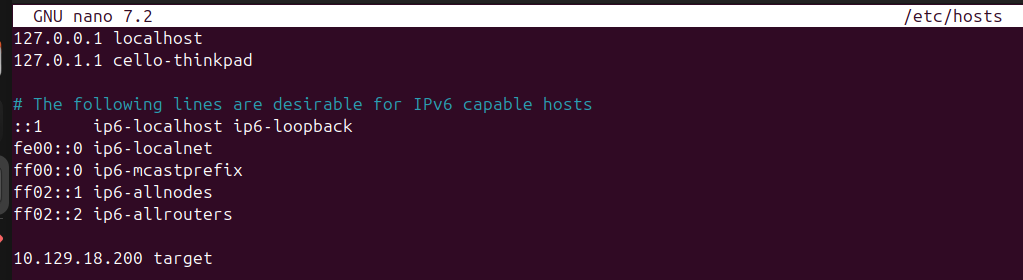 GNU nano 7.2 /etc/hosts
127.0.0.1 localhost
127.0.1.1 cello-thinkpad
# The following lines are desirable for IPv6 capable hosts
::1     ip6-localhost ip6-loopback
fe00::0 ip6-localnet
ff00::0 ip6-mcastprefix
ff02::1 ip6-allnodes
ff02::2 ip6-allrouters
10.129.18.200 target